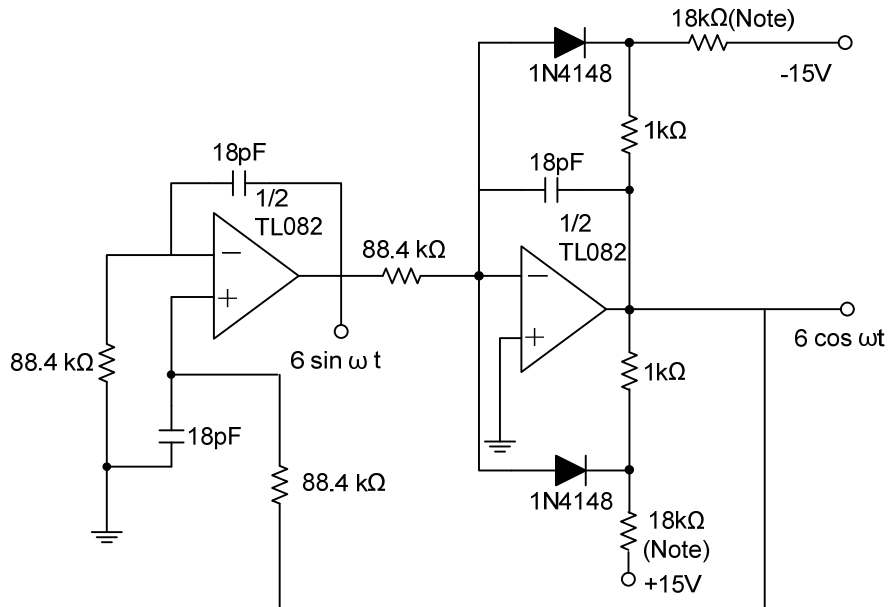 18kΩ(Note)
1N4148
-15V
1kΩ
18pF
18pF
1/2
TL082
1/2
TL082
88.4 kΩ
−
+
−
+
88.4 kΩ
6 sin ω t
6 cos ωt
1kΩ
18pF
88.4 kΩ
1N4148
18kΩ
(Note)
+15V